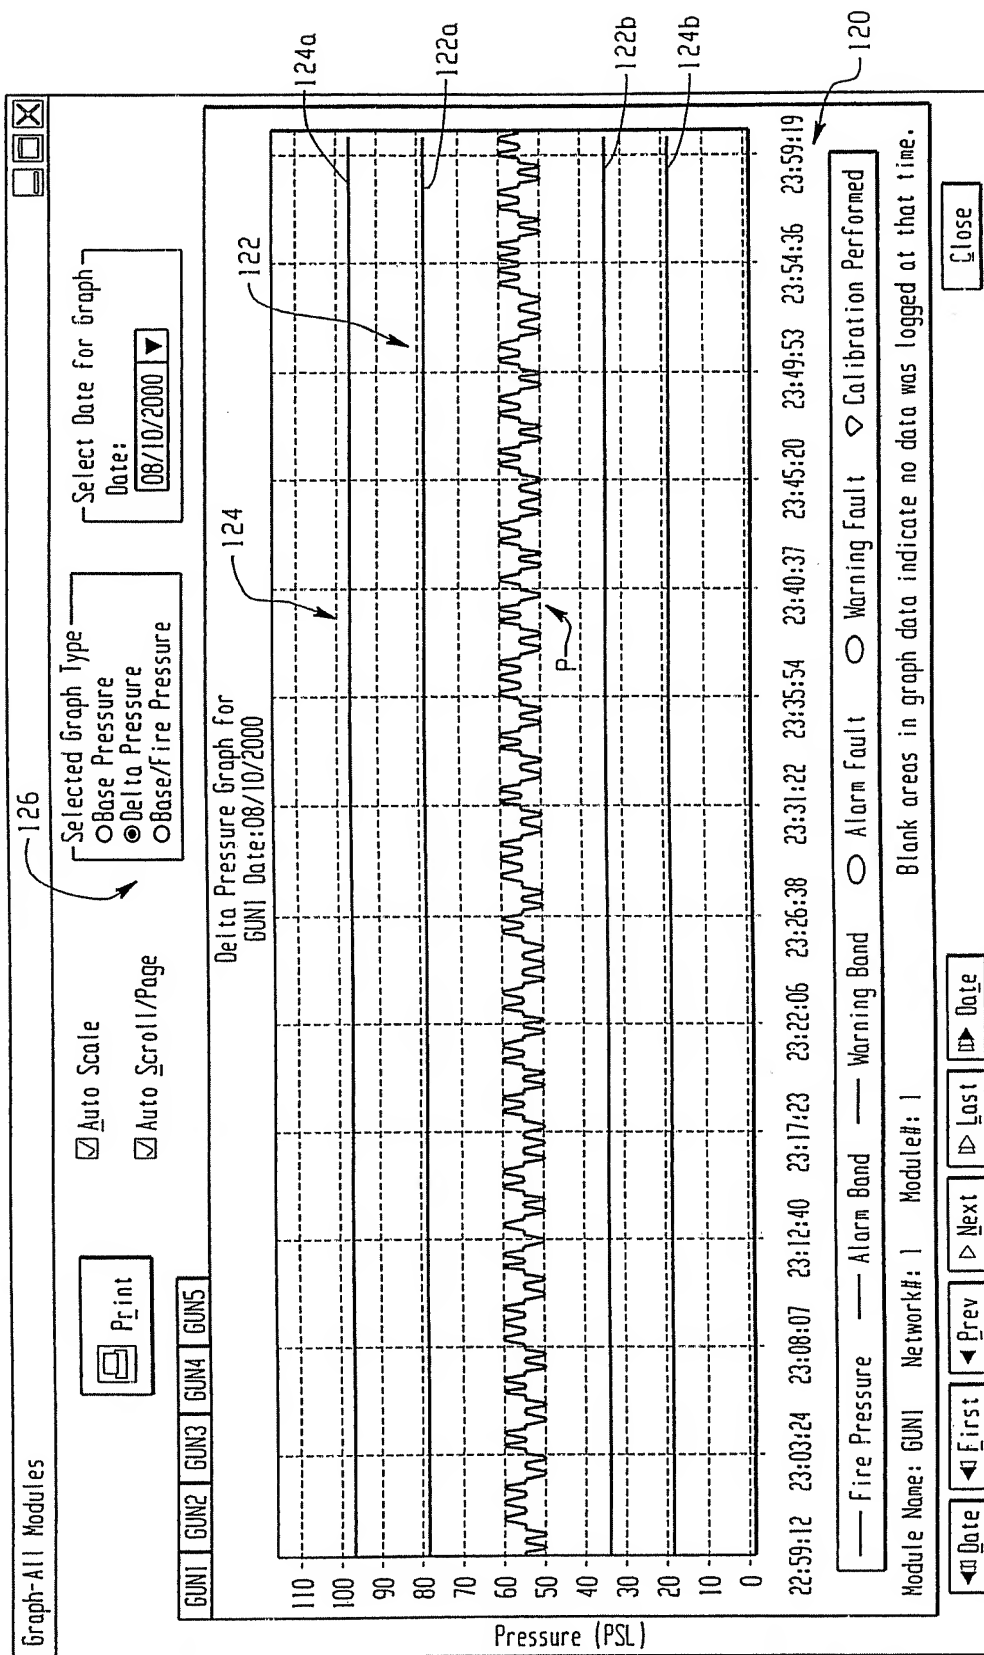 Graph-All Modules
Print
Auto Scale
Auto Scroll/Page
126
Selected Graph Type
Base Pressure
Delta Pressure
Base/Fire Pressure
Select Date for Graph
Date:
08/10/2000
GUN1 GUN2 GUN3 GUN4 GUN5
Delta Pressure Graph for
GUN1 Date:08/10/2000
124
122
124a
122a
122b
124b
120
P
Pressure (PSL)
110
100
90
80
70
60
50
40
30
20
10
0
22:59:12 23:03:24 23:08:07 23:12:40 23:17:23 23:22:06 23:26:38 23:31:22 23:35:54 23:40:37 23:45:20 23:49:53 23:54:36 23:59:19
Fire Pressure Alarm Band Warning Band Alarm Fault Warning Fault Calibration Performed
Module Name: GUN1 Network#: 1 Module#: 1 Blank areas in graph data indicate no data was logged at that time.
Date First Prev Next Last Date Close